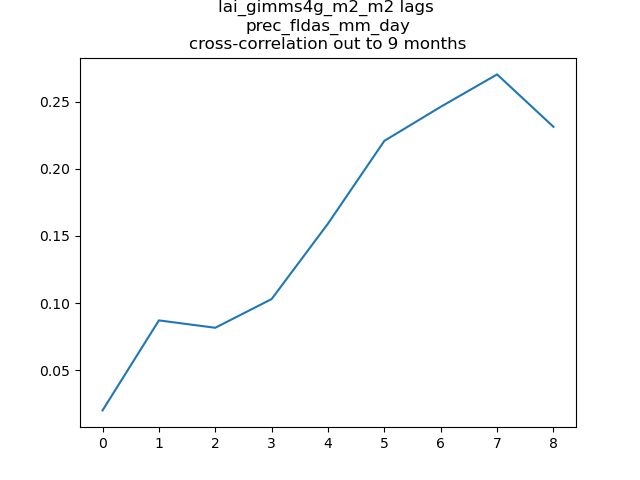 lai_gimms4g_m2_m2 lags
prec_fldas_mm_day
cross-correlation out to 9 months
0.25
0.20
0.15
0.10
0.05
0 1 2 3 4 5 6 7 8